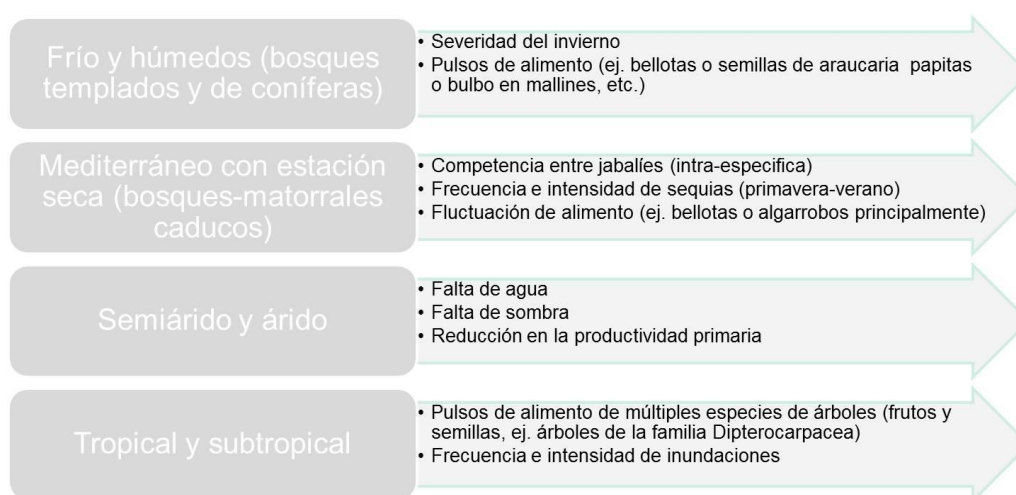 Frío y húmedos (bosques
templados y de coníferas)
• Severidad del invierno
• Pulsos de alimento (ej. bellotas o semillas de araucaria papitas
o bulbo en mallines, etc.)
Mediterráneo con estación
seca (bosques-matorrales
caducos)
• Competencia entre jabalíes (intra-especifica)
• Frecuencia e intensidad de sequias (primavera-verano)
• Fluctuación de alimento (ej. bellotas o algarrobos principalmente)
Semiárido y árido
• Falta de agua
• Falta de sombra
• Reducción en la productividad primaria
Tropical y subtropical
• Pulsos de alimento de múltiples especies de árboles (frutos y
semillas, ej. árboles de la familia Dipterocarpacea)
• Frecuencia e intensidad de inundaciones